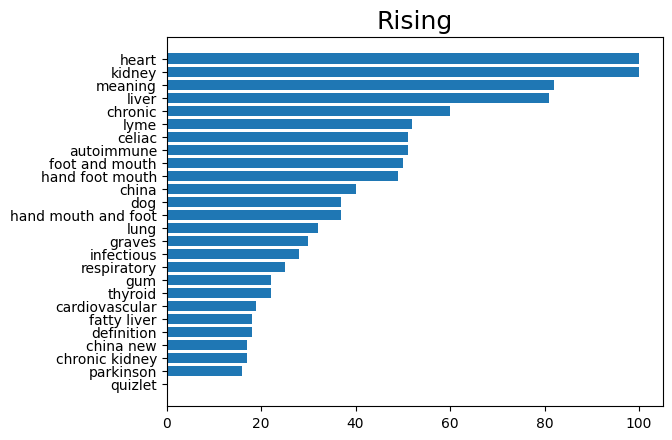 Rising
heart
kidney
meaning
liver
chronic
lyme
celiac
autoimmune
foot and mouth
hand foot mouth
china
dog
hand mouth and foot
lung
graves
infectious
respiratory
gum
thyroid
cardiovascular
fatty liver
definition
china new
chronic kidney
parkinson
quizlet
0 20 40 60 80 100